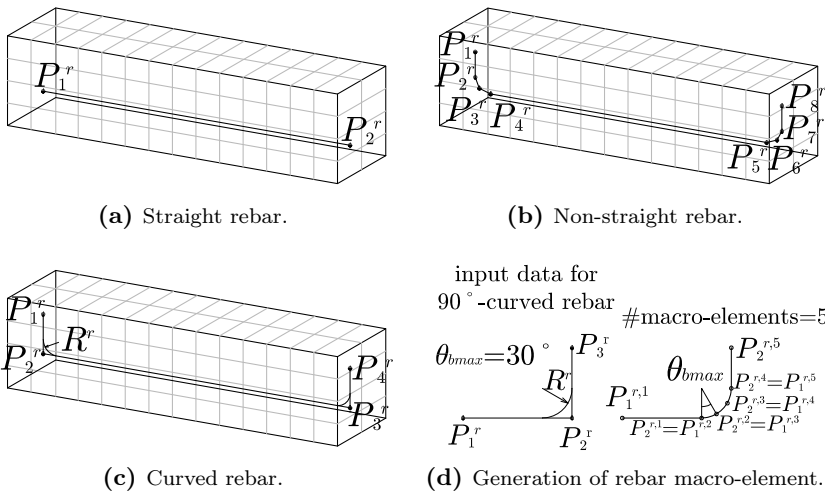 P₁ʳ
P₂ʳ
(a) Straight rebar.
P₁ʳ
P₂ʳ
P₃ʳ
P₄ʳ
P₅ʳ
P₆ʳ
P₇ʳ
P₈ʳ
(b) Non-straight rebar.
P₁ʳ
Rʳ
P₂ʳ
P₄ʳ
P₃ʳ
(c) Curved rebar.
input data for
90°-curved rebar
θbmax=30°
P₃ʳ
Rʳ
P₁ʳ
P₂ʳ
#macro-elements=5
P₂ʳ,⁵
θbmax
P₂ʳ,⁴=P₁ʳ,⁵
P₁ʳ,¹
P₂ʳ,³=P₁ʳ,⁴
P₂ʳ,¹=P₁ʳ,²
P₂ʳ,²=P₁ʳ,³
(d) Generation of rebar macro-element.